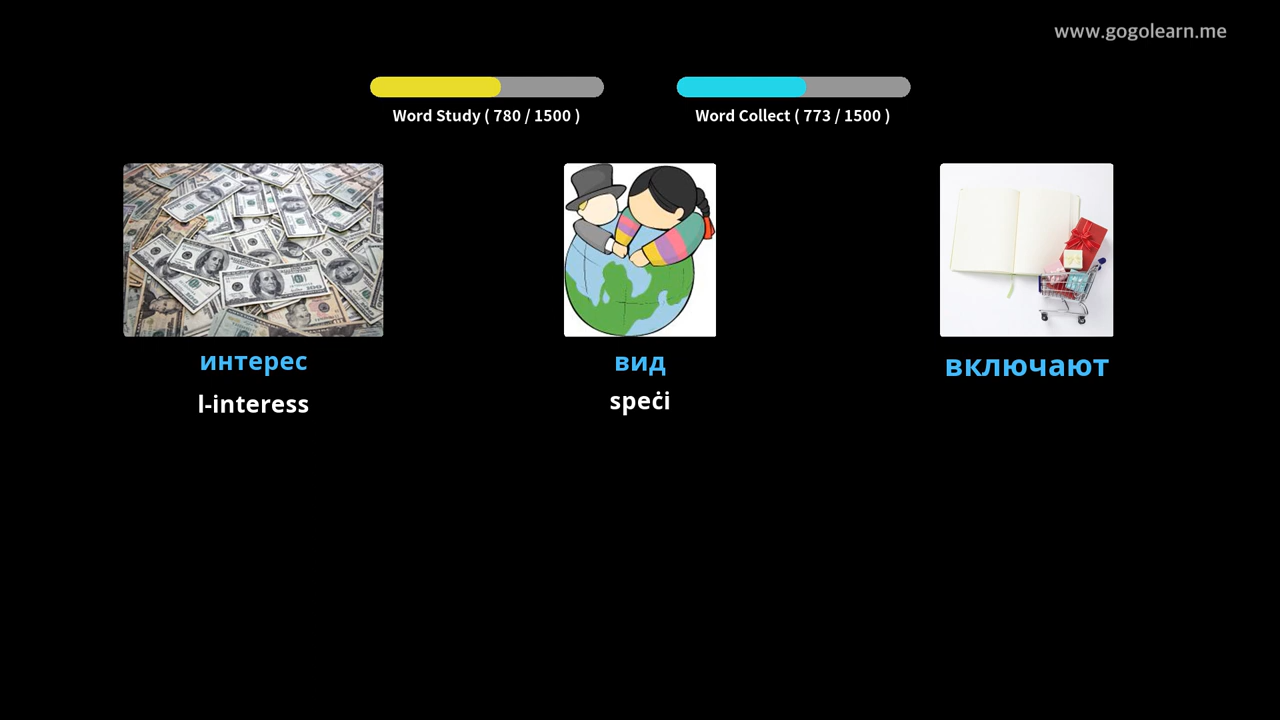 www.gogolearn.me
Word Study ( 780 / 1500 )
Word Collect ( 773 / 1500 )
интерес
вид
включают
l-interess
speċi